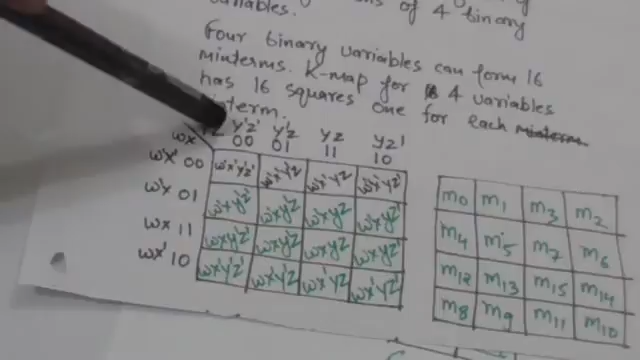 variables.
of 4 binary
Four binary variables can form 16
minterms. K-map for 4 variables
has 16 squares one for each minterm
minterm.
wx y'z' y'z yz yz'
00 01 11 10
w'x' 00 w'x'y'z' w'x'y'z w'x'yz w'x'yz'
w'x 01 w'xy'z' w'xy'z w'xyz w'xyz'
wx 11 wxy'z' wxy'z wxyz wxyz'
wx' 10 wx'y'z' wx'y'z wx'yz wx'yz'
m0 m1 m3 m2
m4 m5 m7 m6
m12 m13 m15 m14
m8 m9 m11 m10